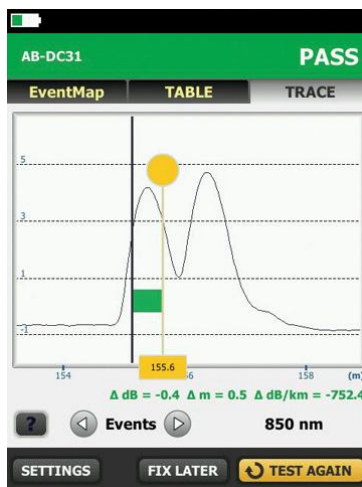 AB-DC31 PASS
EventMap TABLE TRACE
5
3
1
-1
155.6
154 156 158 (m)
Δ dB = -0.4 Δ m = 0.5 Δ dB/km = -752.4
? Events 850 nm
SETTINGS FIX LATER TEST AGAIN